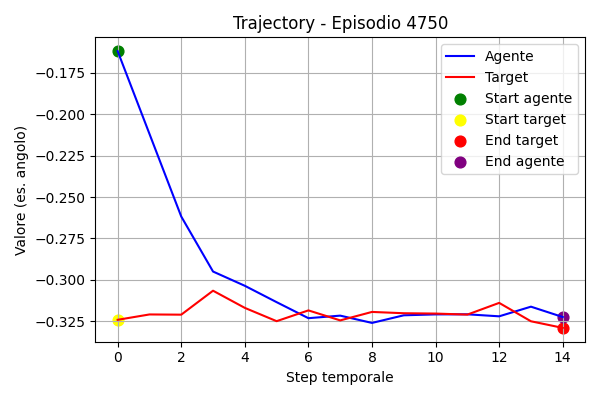 Trajectory - Episodio 4750
Agente
Target
Start agente
Start target
End target
End agente
Valore (es. angolo)
−0.175
−0.200
−0.225
−0.250
−0.275
−0.300
−0.325
0 2 4 6 8 10 12 14
Step temporale